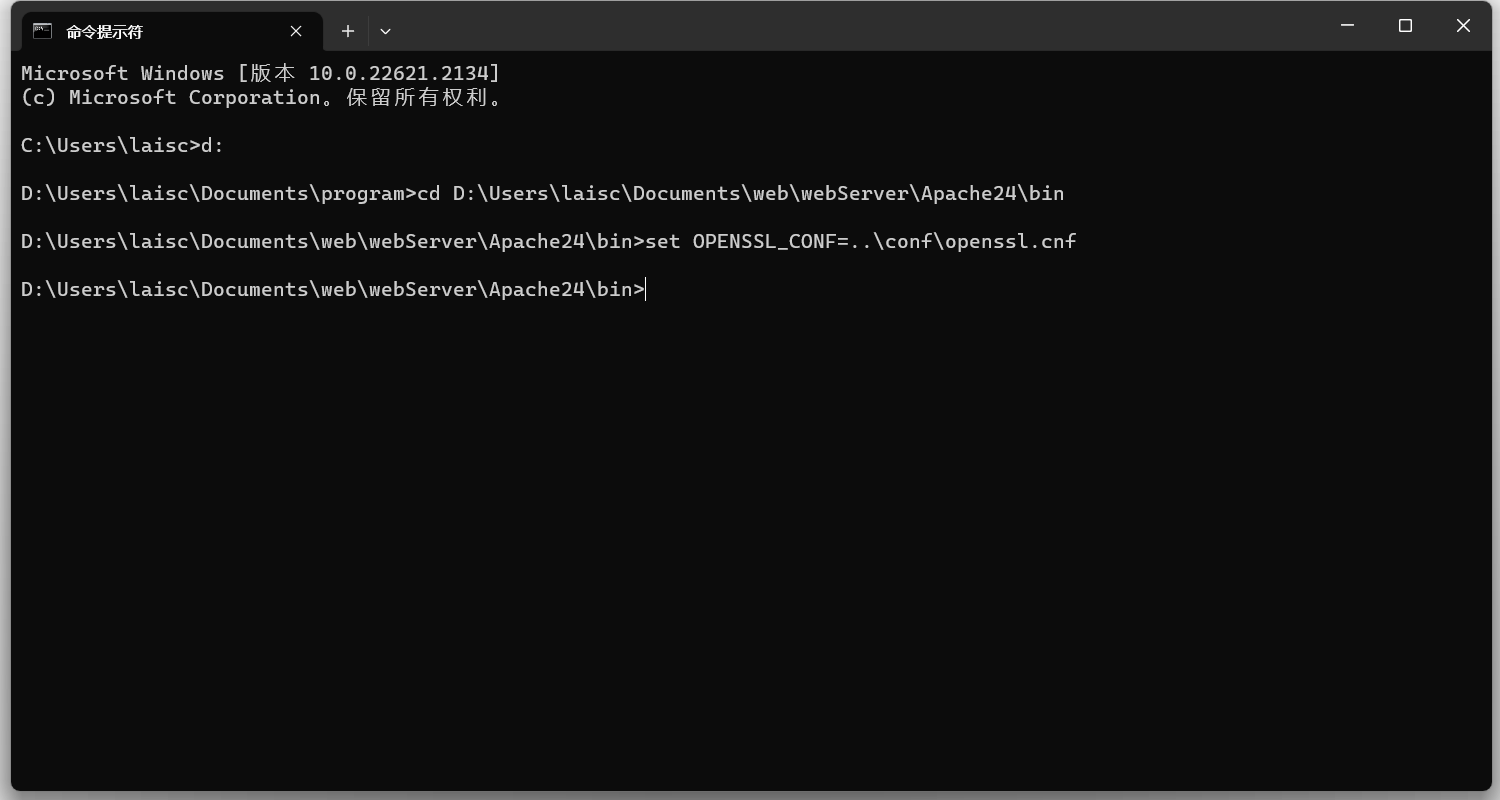 命令提示符
Microsoft Windows [版本 10.0.22621.2134]
(c) Microsoft Corporation。保留所有权利。
C:\Users\laisc>d:
D:\Users\laisc\Documents\program>cd D:\Users\laisc\Documents\web\webServer\Apache24\bin
D:\Users\laisc\Documents\web\webServer\Apache24\bin>set OPENSSL_CONF=..\conf\openssl.cnf
D:\Users\laisc\Documents\web\webServer\Apache24\bin>